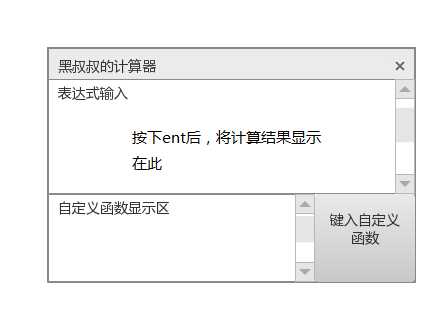 黑叔叔的计算器
表达式输入
按下ent后，将计算结果显示
在此
自定义函数显示区
键入自定义
函数